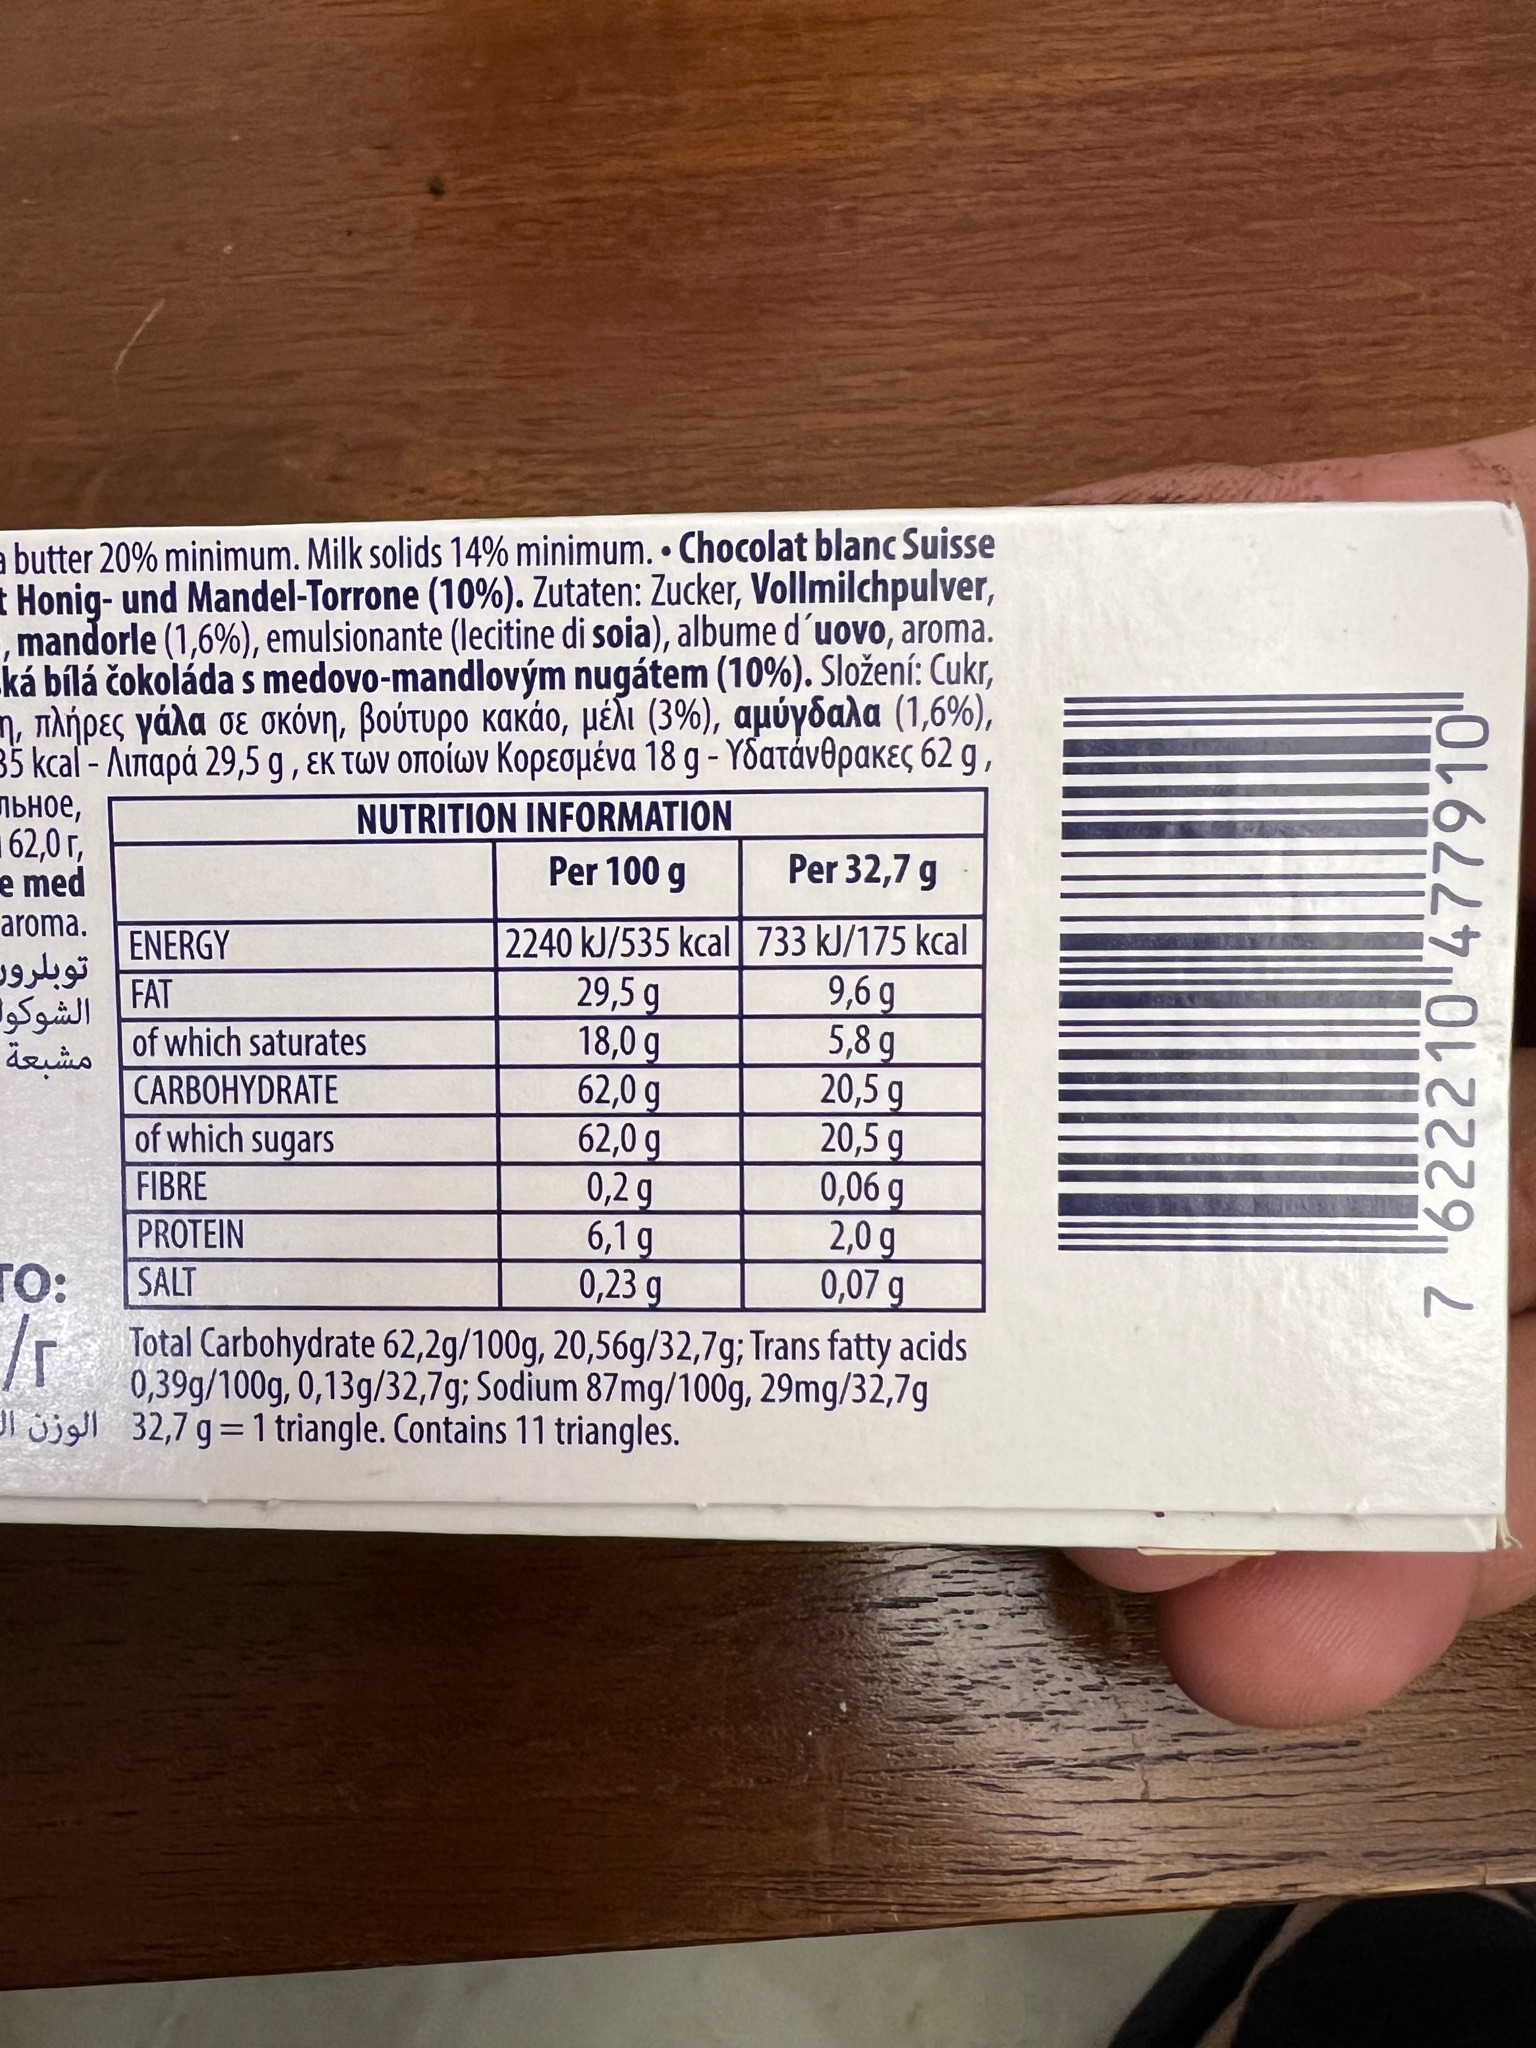 butter 20% minimum. Milk solids 14% minimum. • Chocolat blanc Suisse
Honig- und Mandel-Torrone (10%). Zutaten: Zucker, Vollmilchpulver,
, mandorle (1,6%), emulsionante (lecitine di soia), albume d´uovo, aroma.
ká bílá čokoláda s medovo-mandlovým nugátem (10%). Složení: Cukr,
η, πλήρες γάλα σε σκόνη, βούτυρο κακάο, μέλι (3%), αμύγδαλα (1,6%),
35 kcal - Λιπαρά 29,5 g , εκ των οποίων Κορεσμένα 18 g - Υδατάνθρακες 62 g ,
льное,
62,0 г,
e med
aroma.
توبلرون
الشوكول
مشبعة
NUTRITION INFORMATION
Per 100 g Per 32,7 g
ENERGY 2240 kJ/535 kcal 733 kJ/175 kcal
FAT 29,5 g 9,6 g
of which saturates 18,0 g 5,8 g
CARBOHYDRATE 62,0 g 20,5 g
of which sugars 62,0 g 20,5 g
FIBRE 0,2 g 0,06 g
PROTEIN 6,1 g 2,0 g
SALT 0,23 g 0,07 g
TO:
/г
الوزن ال
Total Carbohydrate 62,2g/100g, 20,56g/32,7g; Trans fatty acids
0,39g/100g, 0,13g/32,7g; Sodium 87mg/100g, 29mg/32,7g
32,7 g = 1 triangle. Contains 11 triangles.
7 622210 477910